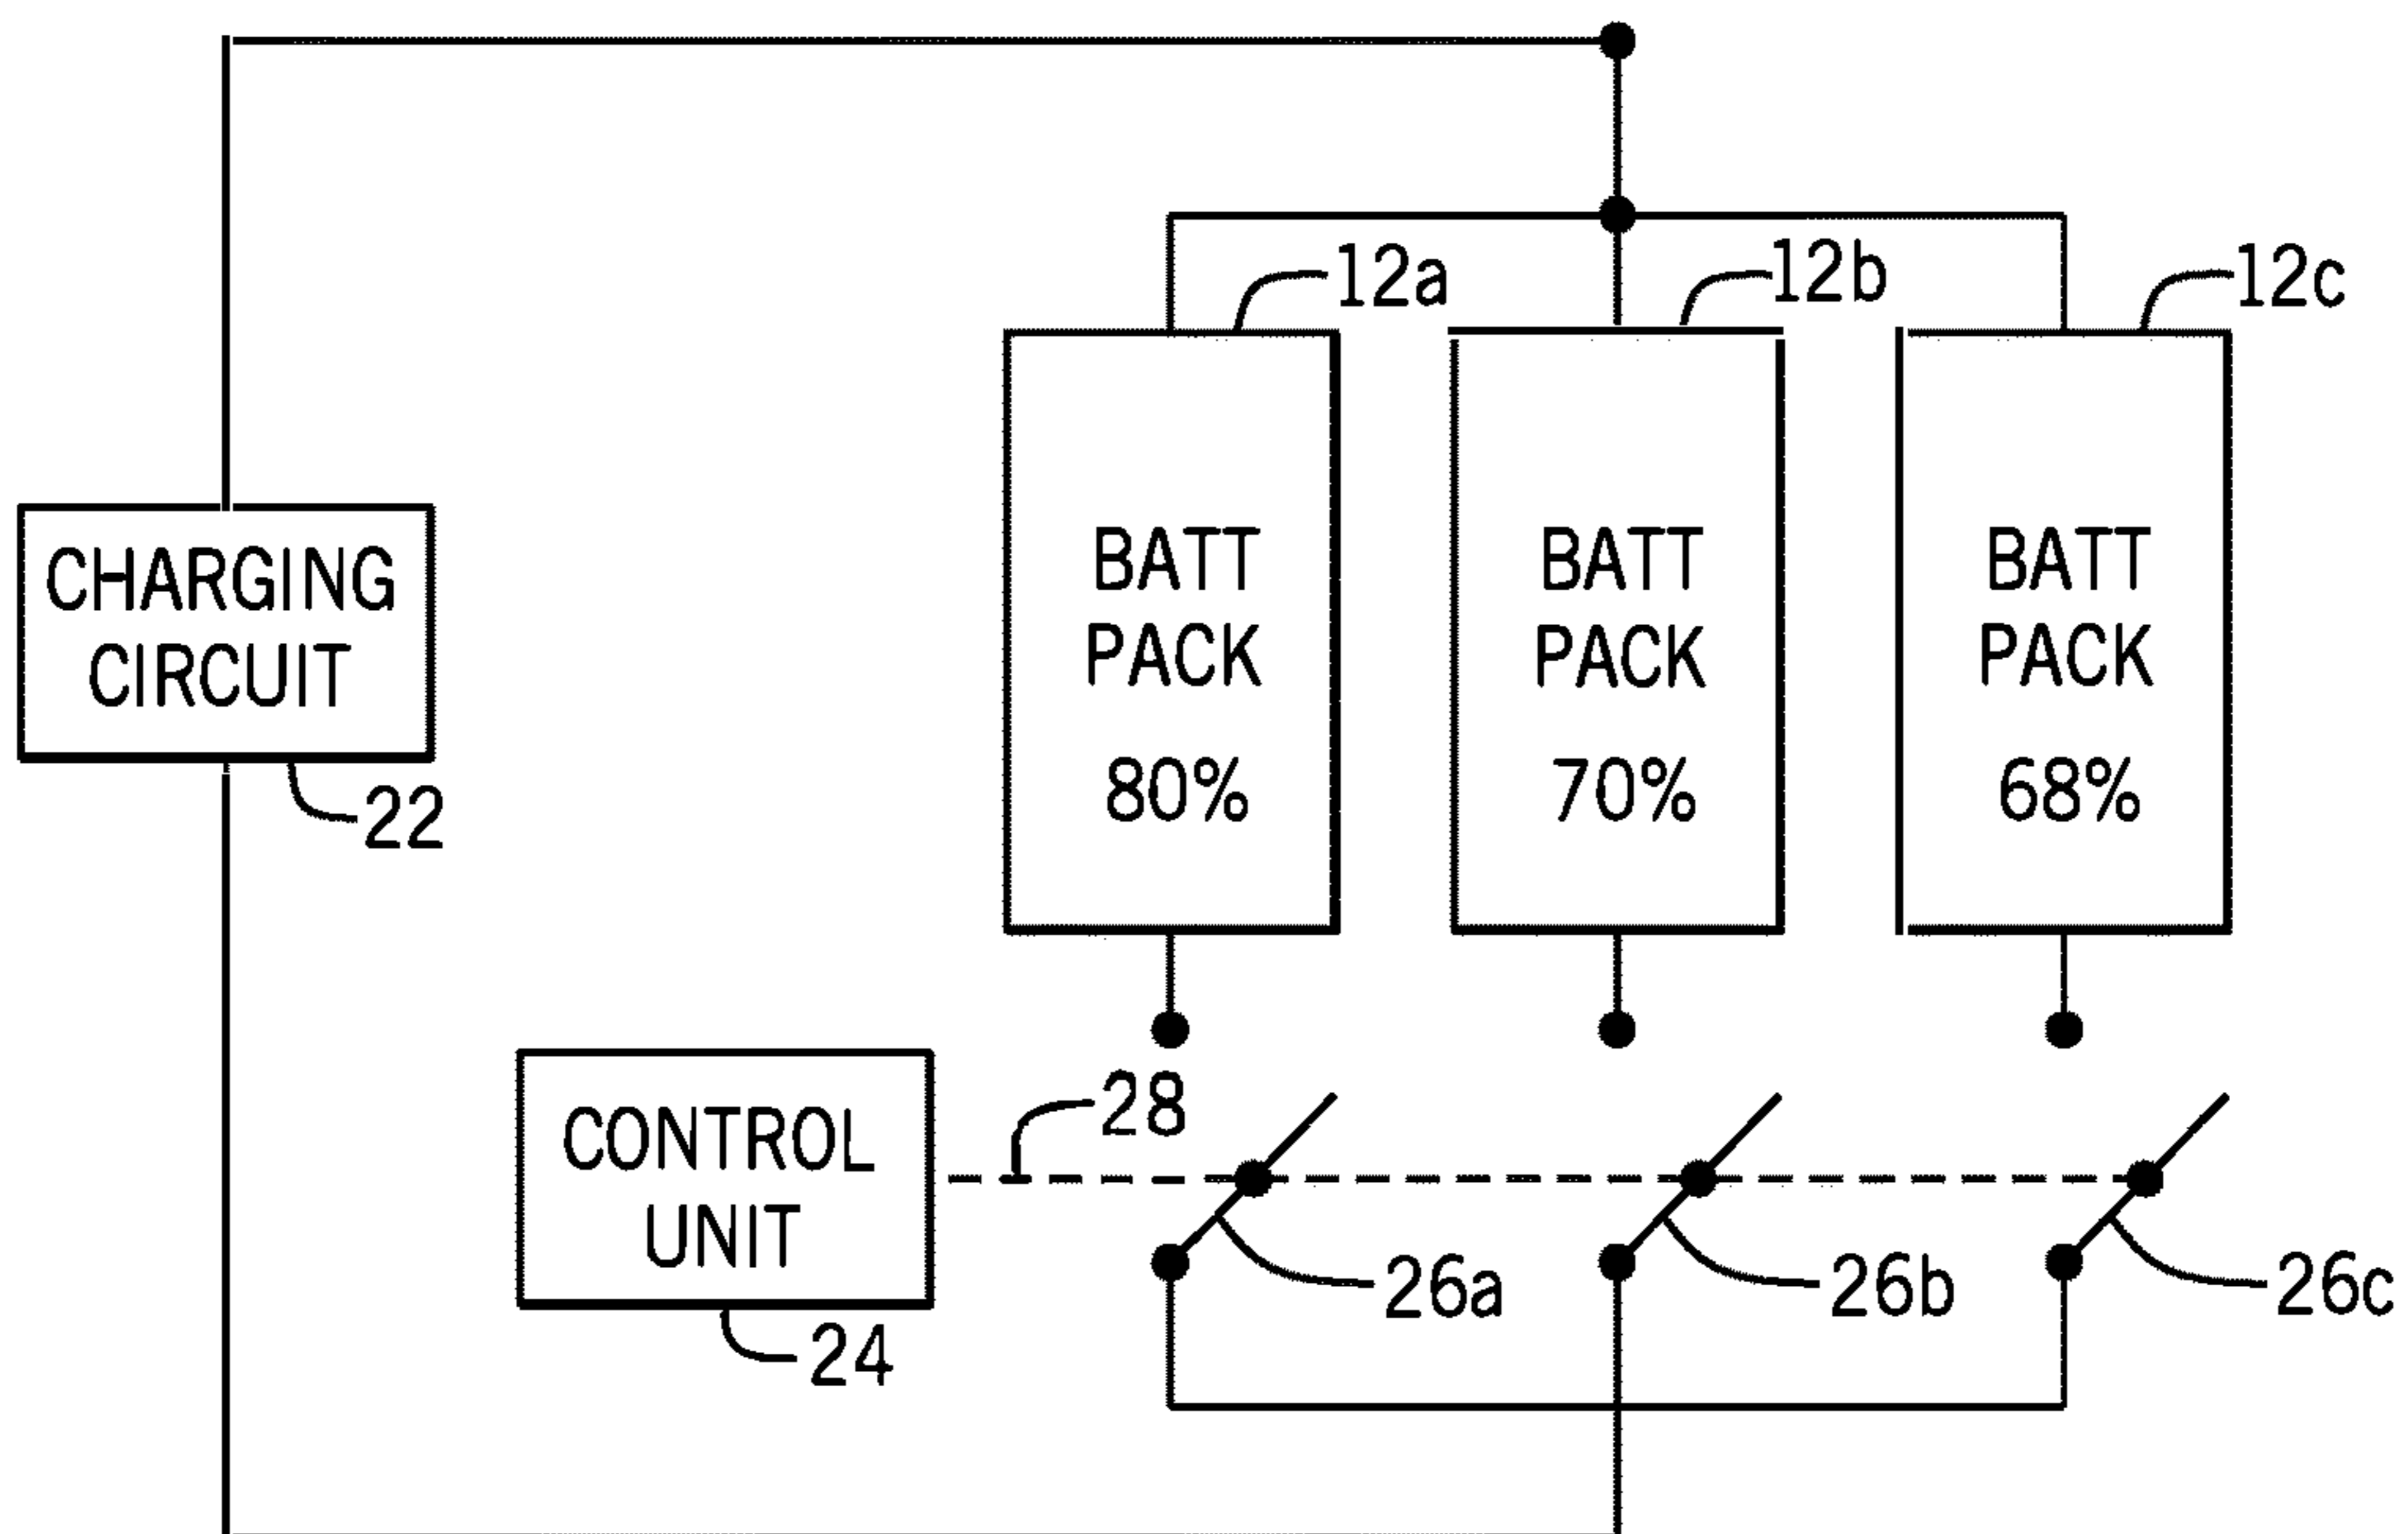 12a
12b
12c
CHARGING
CIRCUIT
22
BATT
PACK
80%
BATT
PACK
70%
BATT
PACK
68%
CONTROL
UNIT
24
28
26a
26b
26c